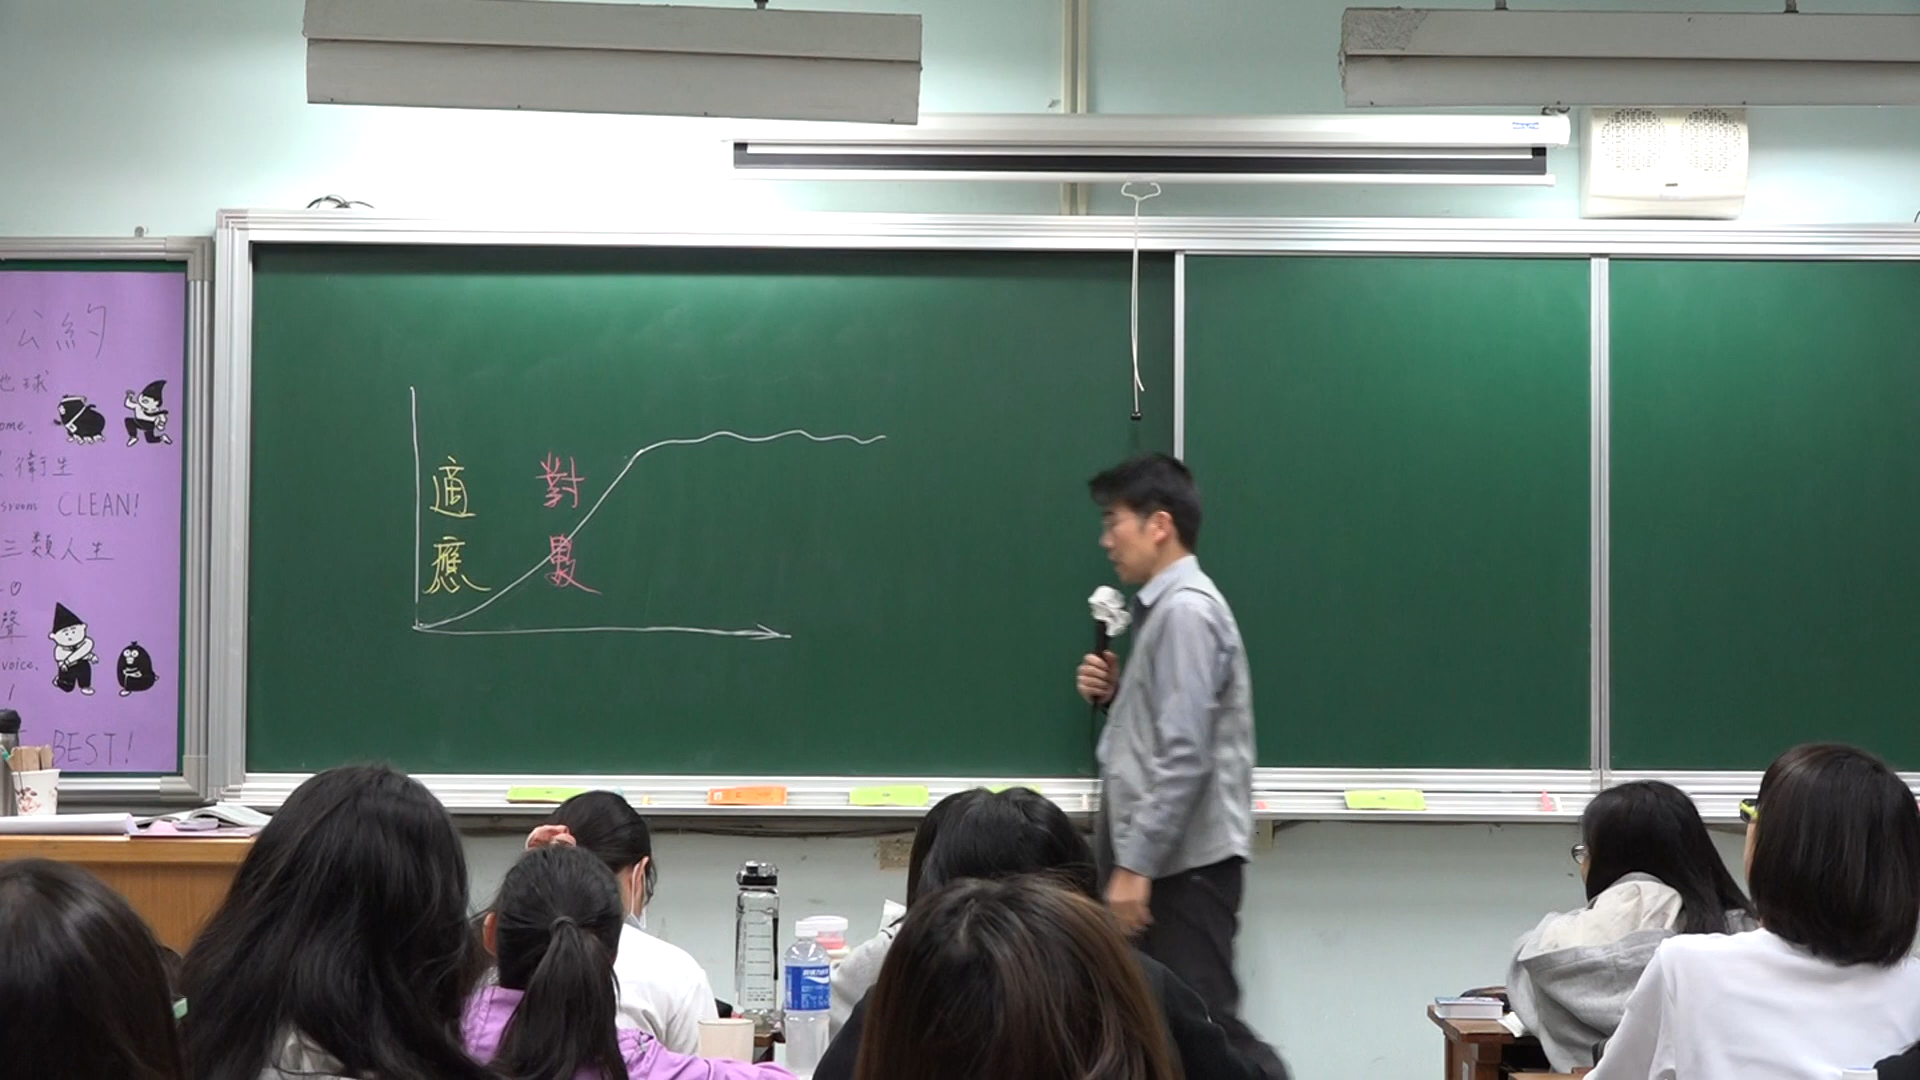 公約
地球
ome.
衛生
sroom CLEAN!
三類人生
0
聲
voice.
BEST!
適應
對數